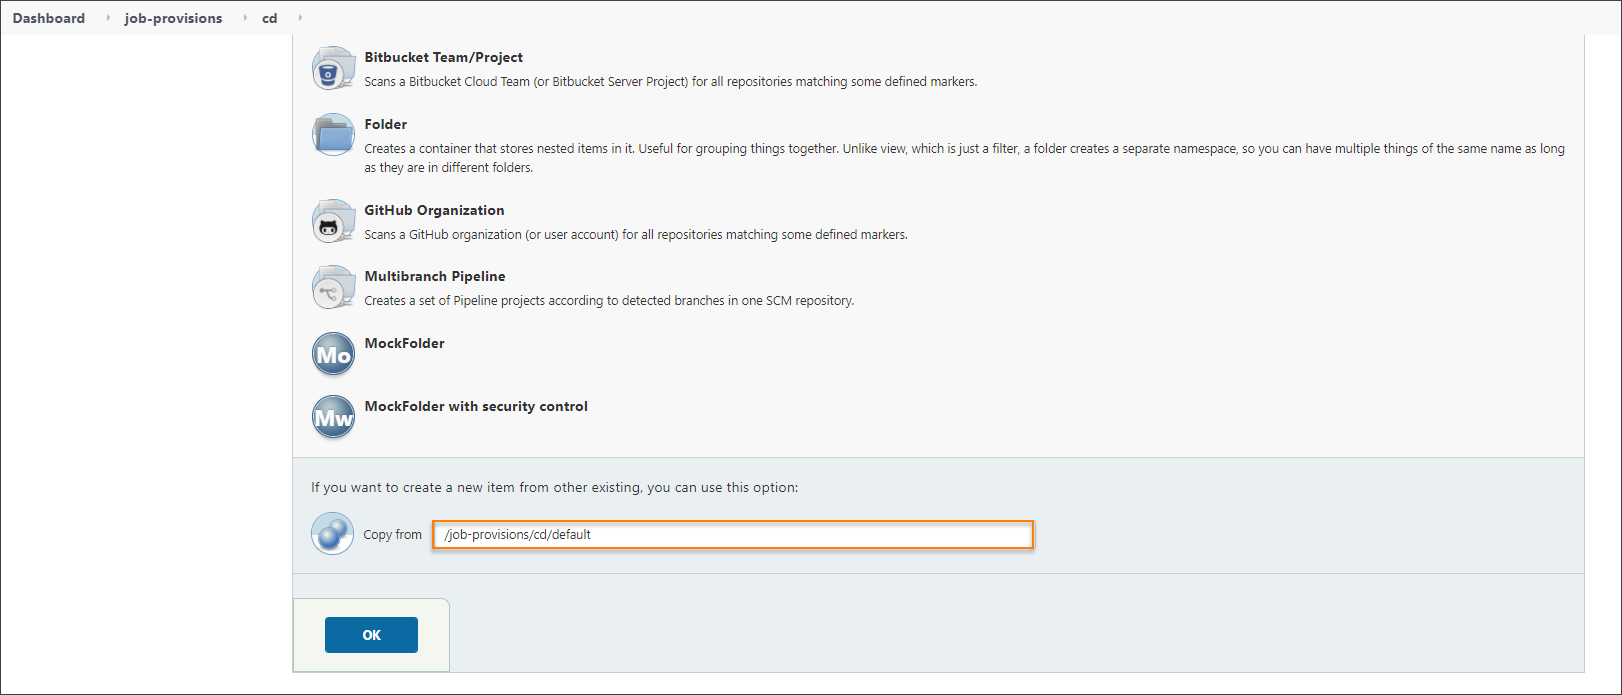 Dashboard job-provisions cd
Bitbucket Team/Project
Scans a Bitbucket Cloud Team (or Bitbucket Server Project) for all repositories matching some defined markers.
Folder
Creates a container that stores nested items in it. Useful for grouping things together. Unlike view, which is just a filter, a folder creates a separate namespace, so you can have multiple things of the same name as long
as they are in different folders.
GitHub Organization
Scans a GitHub organization (or user account) for all repositories matching some defined markers.
Multibranch Pipeline
Creates a set of Pipeline projects according to detected branches in one SCM repository.
Mo MockFolder
Mw MockFolder with security control
If you want to create a new item from other existing, you can use this option:
Copy from /job-provisions/cd/default
OK